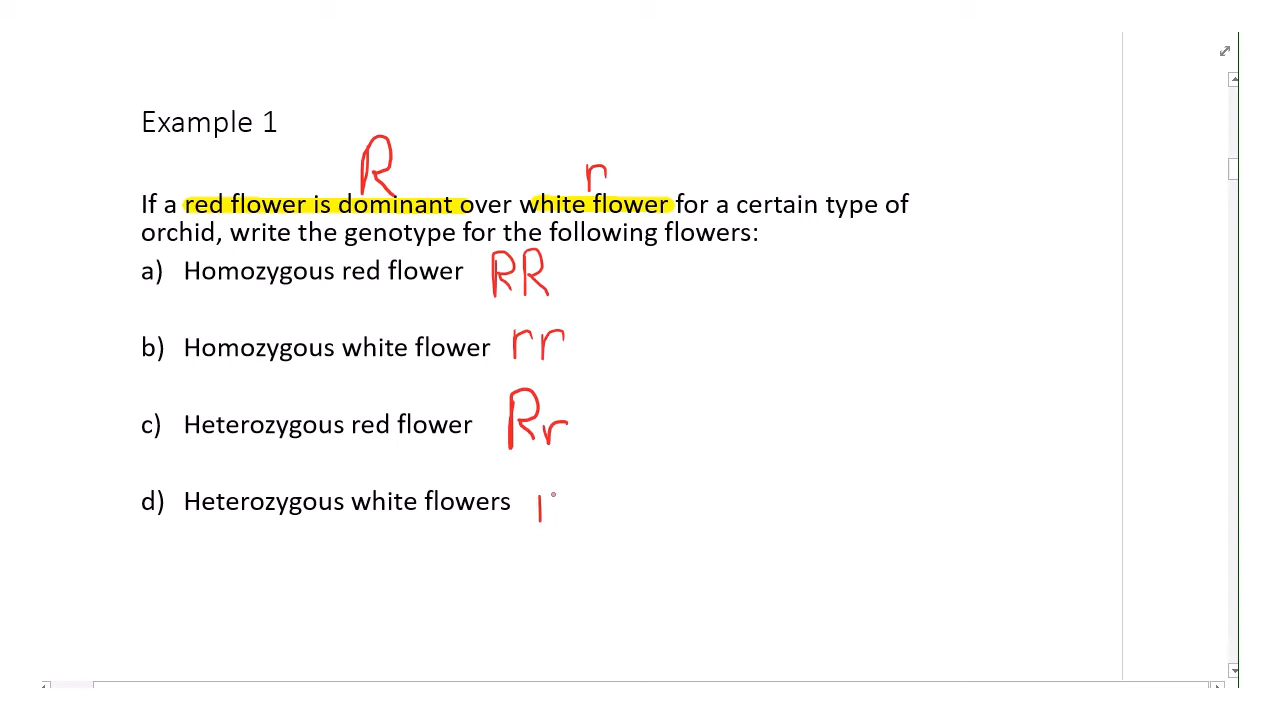 Example 1
R r
If a red flower is dominant over white flower for a certain type of
orchid, write the genotype for the following flowers:
a) Homozygous red flower RR
b) Homozygous white flower rr
c) Heterozygous red flower Rr
d) Heterozygous white flowers